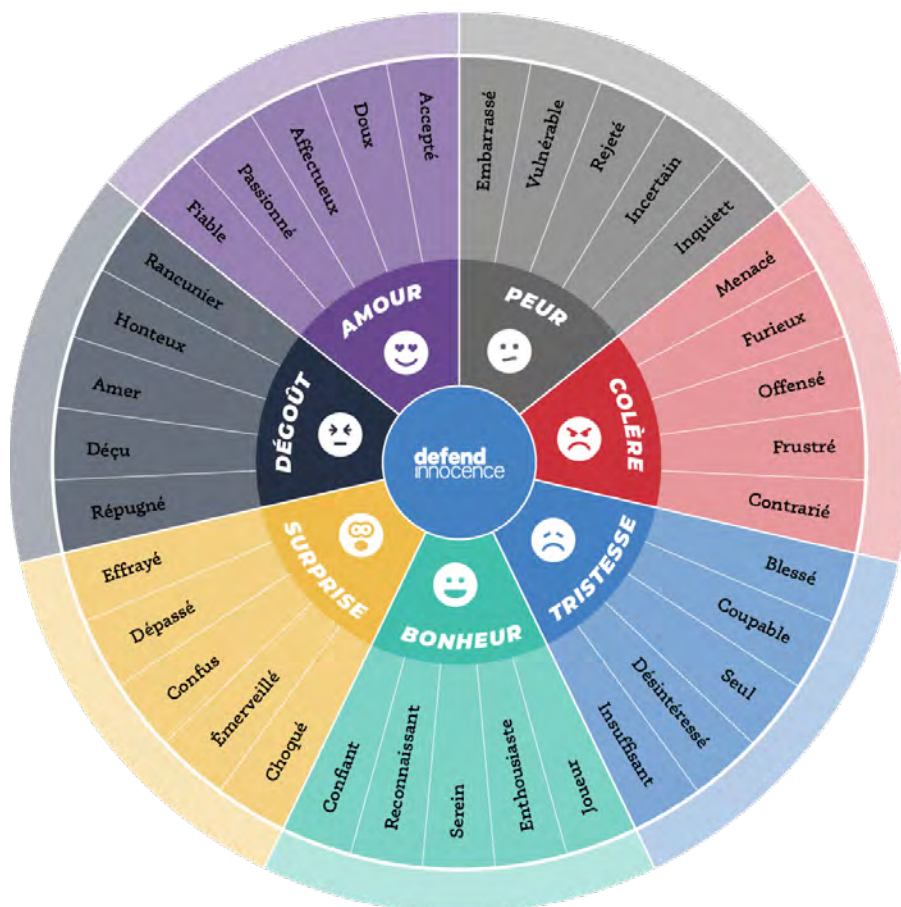 AMOUR
Fiable
Passionné
Affectueux
Doux
Accepté
PEUR
Embarrassé
Vulnérable
Rejeté
Incertain
Inquiett
COLÈRE
Menacé
Furieux
Offensé
Frustré
Contrarié
TRISTESSE
Blessé
Coupable
Seul
Désintéressé
Insuffisant
BONHEUR
Joueur
Enthousiaste
Serein
Reconnaissant
Confiant
SURPRISE
Choqué
Émerveillé
Confus
Dépassé
Effrayé
DÉGOÛT
Répugné
Déçu
Amer
Honteux
Rancunier
defend
innocence